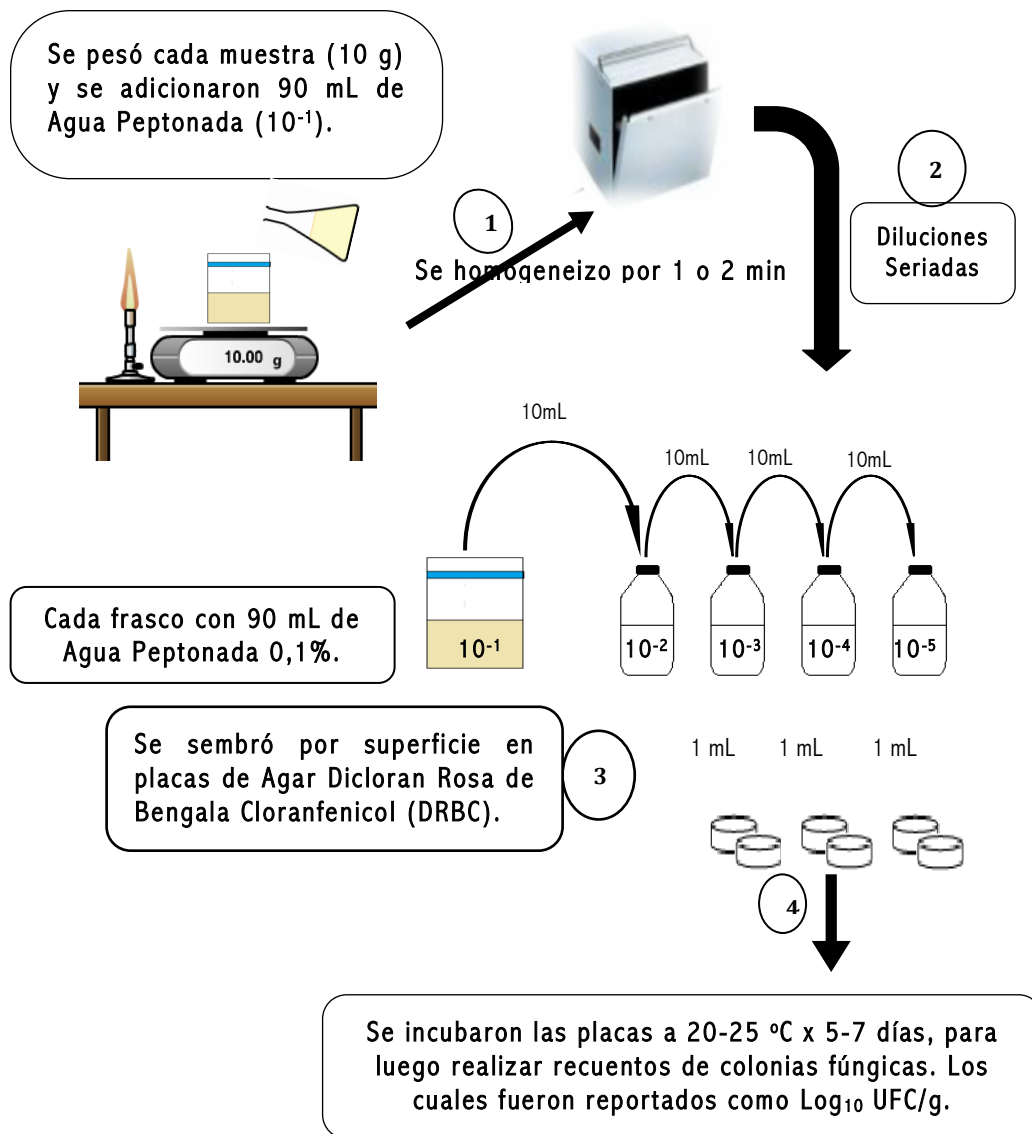 Se pesó cada muestra (10 g)
y se adicionaron 90 mL de
Agua Peptonada (10⁻¹).
1
Se homogeneizo por 1 o 2 min
2
Diluciones
Seriadas
10.00 g
10mL
10mL 10mL 10mL
Cada frasco con 90 mL de
Agua Peptonada 0,1%.
10⁻¹ 10⁻² 10⁻³ 10⁻⁴ 10⁻⁵
Se sembró por superficie en
placas de Agar Dicloran Rosa de
Bengala Cloranfenicol (DRBC).
3
1 mL 1 mL 1 mL
4
Se incubaron las placas a 20-25 ºC x 5-7 días, para
luego realizar recuentos de colonias fúngicas. Los
cuales fueron reportados como Log₁₀ UFC/g.